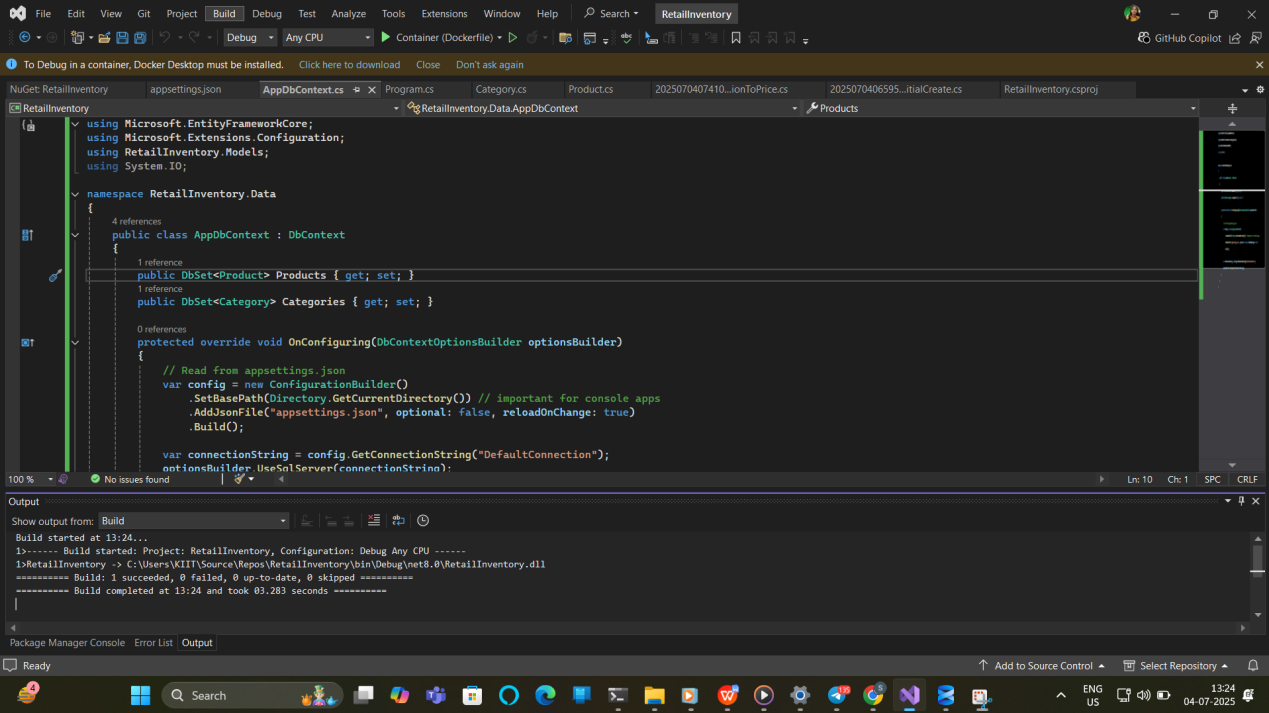 File Edit View Git Project Build Debug Test Analyze Tools Extensions Window Help Search RetailInventory
Debug Any CPU Container (Dockerfile) GitHub Copilot
To Debug in a container, Docker Desktop must be installed. Click here to download Close Don't ask again
NuGet: RetailInventory appsettings.json AppDbContext.cs Program.cs Category.cs Product.cs 2025070407410...ionToPrice.cs 2025070406595...itialCreate.cs RetailInventory.csproj
RetailInventory RetailInventory.Data.AppDbContext Products
using Microsoft.EntityFrameworkCore;
using Microsoft.Extensions.Configuration;
using RetailInventory.Models;
using System.IO;
namespace RetailInventory.Data
{
4 references
public class AppDbContext : DbContext
{
1 reference
public DbSet<Product> Products { get; set; }
1 reference
public DbSet<Category> Categories { get; set; }
0 references
protected override void OnConfiguring(DbContextOptionsBuilder optionsBuilder)
{
// Read from appsettings.json
var config = new ConfigurationBuilder()
.SetBasePath(Directory.GetCurrentDirectory()) // important for console apps
.AddJsonFile("appsettings.json", optional: false, reloadOnChange: true)
.Build();
var connectionString = config.GetConnectionString("DefaultConnection");
optionsBuilder.UseSqlServer(connectionString);
100 % No issues found Ln: 10 Ch: 1 SPC CRLF
Output
Show output from: Build
Build started at 13:24...
1>------ Build started: Project: RetailInventory, Configuration: Debug Any CPU ------
1>RetailInventory -> C:\Users\KIIT\Source\Repos\RetailInventory\bin\Debug\net8.0\RetailInventory.dll
========== Build: 1 succeeded, 0 failed, 0 up-to-date, 0 skipped ==========
========== Build completed at 13:24 and took 03.283 seconds ==========
Package Manager Console Error List Output
Ready Add to Source Control Select Repository
4 Search 135 S ENG 13:24
US 04-07-2025